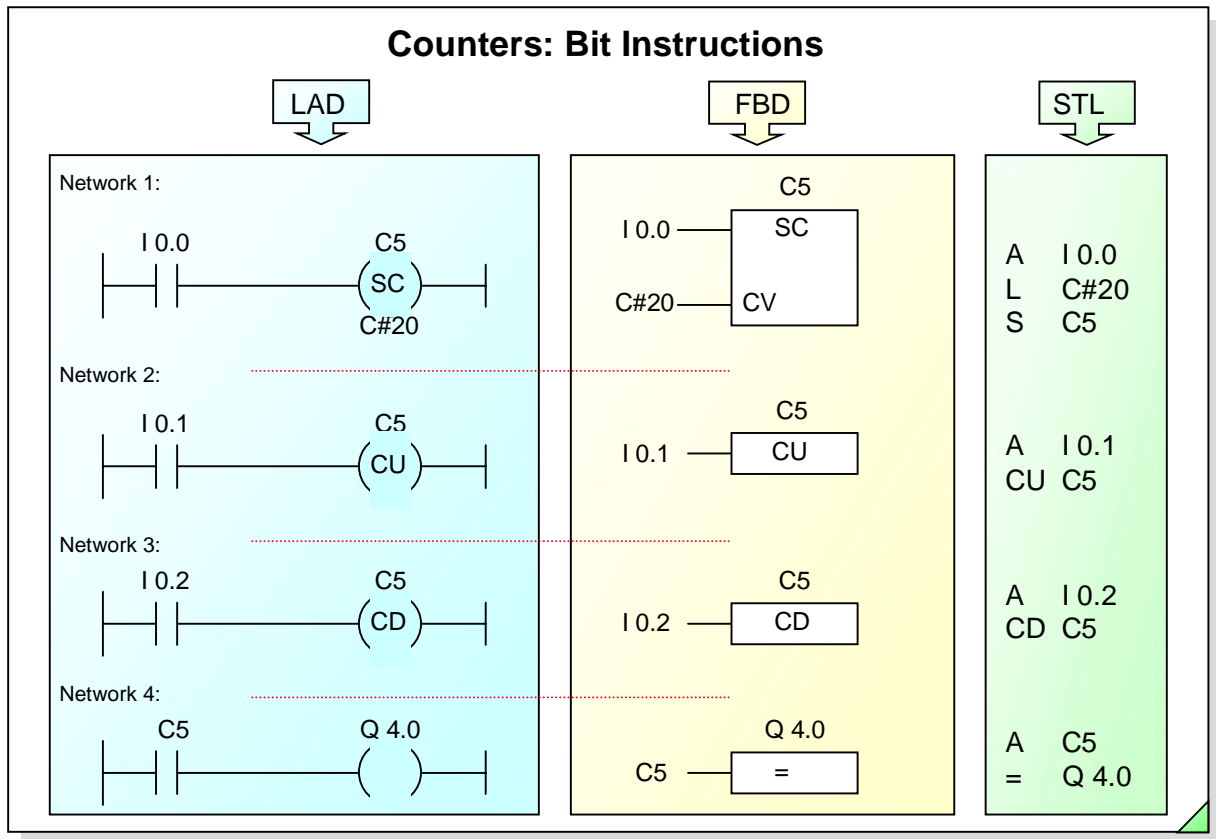 Counters: Bit Instructions
LAD
FBD
STL
Network 1:
I 0.0
C5
SC
C#20
Network 2:
I 0.1
C5
CU
Network 3:
I 0.2
C5
CD
Network 4:
C5
Q 4.0
C5
I 0.0
SC
C#20
CV
C5
I 0.1
CU
C5
I 0.2
CD
Q 4.0
C5
=
A I 0.0
L C#20
S C5
A I 0.1
CU C5
A I 0.2
CD C5
A C5
= Q 4.0